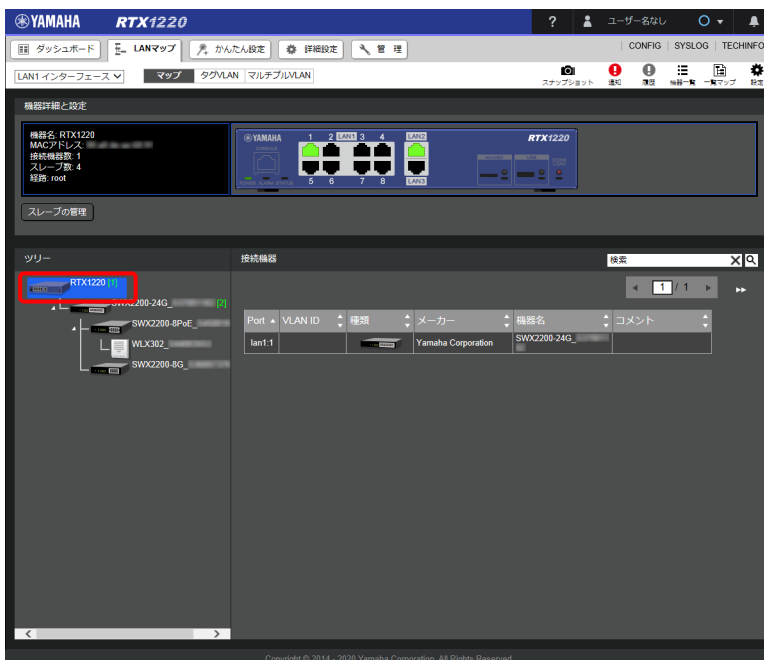 YAMAHA RTX1220 ? ユーザーなし
ダッシュボード LANマップ かんたん設定 詳細設定 管 理 CONFIG SYSLOG TECHINFO
LAN1 インターフェース マップ タグVLAN マルチプルVLAN スナップショット 通知 履歴 機器一覧 一覧マップ 設定
機器詳細と設定
機器名: RTX1220
MACアドレス:
接続機器数: 1
スレーブ数: 4
経路: root
YAMAHA 1 2 LAN1 3 4 LAN2 RTX1220
CONSOLE
POWER ALARM STATUS 5 6 7 8 LAN3
スレーブの管理
ツリー
RTX1220 [1]
SWX2200-24G_ [2]
SWX2200-8PoE_
WLX302_
SWX2200-8G_
接続機器 検索
1 / 1
Port VLAN ID 種類 メーカー 機器名 コメント
lan1:1 Yamaha Corporation SWX2200-24G_
Copyright © 2014 - 2020 Yamaha Corporation. All Rights Reserved.